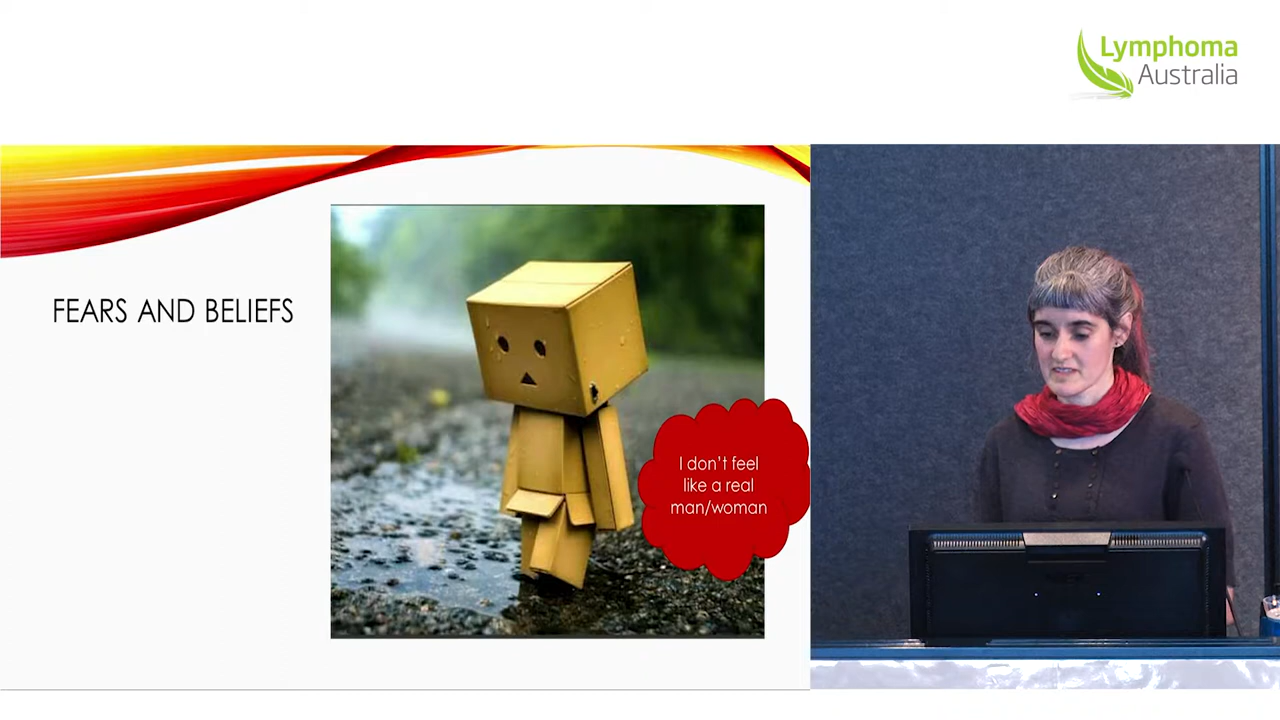 Lymphoma
Australia
FEARS AND BELIEFS
I don't feel
like a real
man/woman